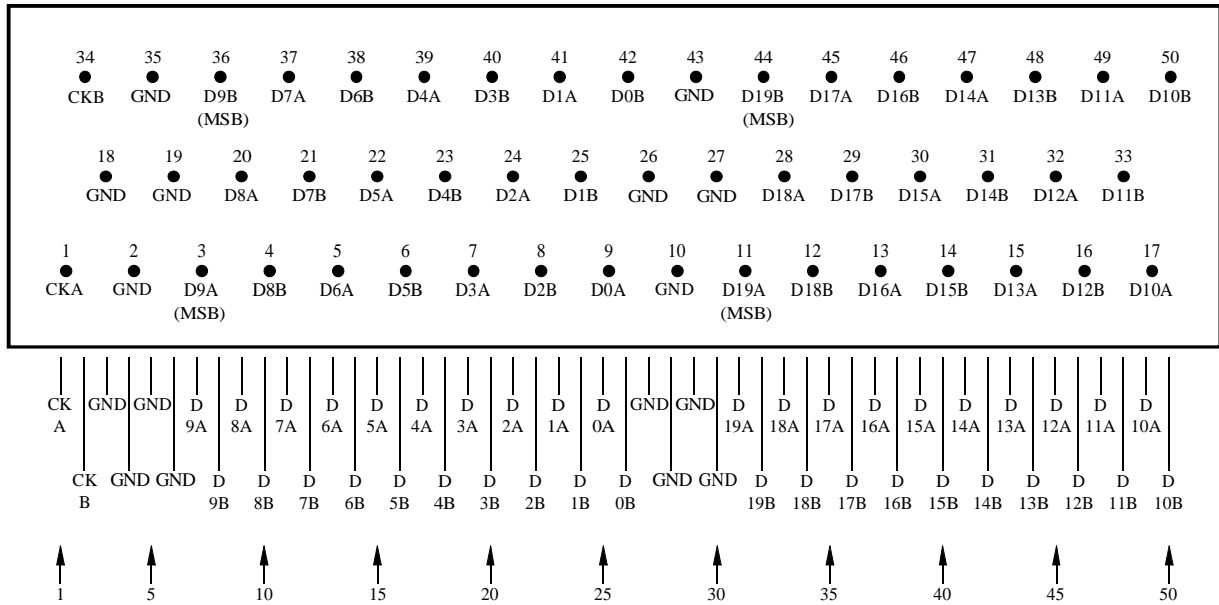 34 35 36 37 38 39 40 41 42 43 44 45 46 47 48 49 50
CKB GND D9B D7A D6B D4A D3B D1A D0B GND D19B D17A D16B D14A D13B D11A D10B
(MSB) (MSB)
18 19 20 21 22 23 24 25 26 27 28 29 30 31 32 33
GND GND D8A D7B D5A D4B D2A D1B GND GND D18A D17B D15A D14B D12A D11B
1 2 3 4 5 6 7 8 9 10 11 12 13 14 15 16 17
CKA GND D9A D8B D6A D5B D3A D2B D0A GND D19A D18B D16A D15B D13A D12B D10A
(MSB) (MSB)
CK GND GND D D D D D D D D D D GND GND D D D D D D D D D D
A 9A 8A 7A 6A 5A 4A 3A 2A 1A 0A 19A 18A 17A 16A 15A 14A 13A 12A 11A 10A
CK GND GND D D D D D D D D D D GND GND D D D D D D D D D D
B 9B 8B 7B 6B 5B 4B 3B 2B 1B 0B 19B 18B 17B 16B 15B 14B 13B 12B 11B 10B
1 5 10 15 20 25 30 35 40 45 50